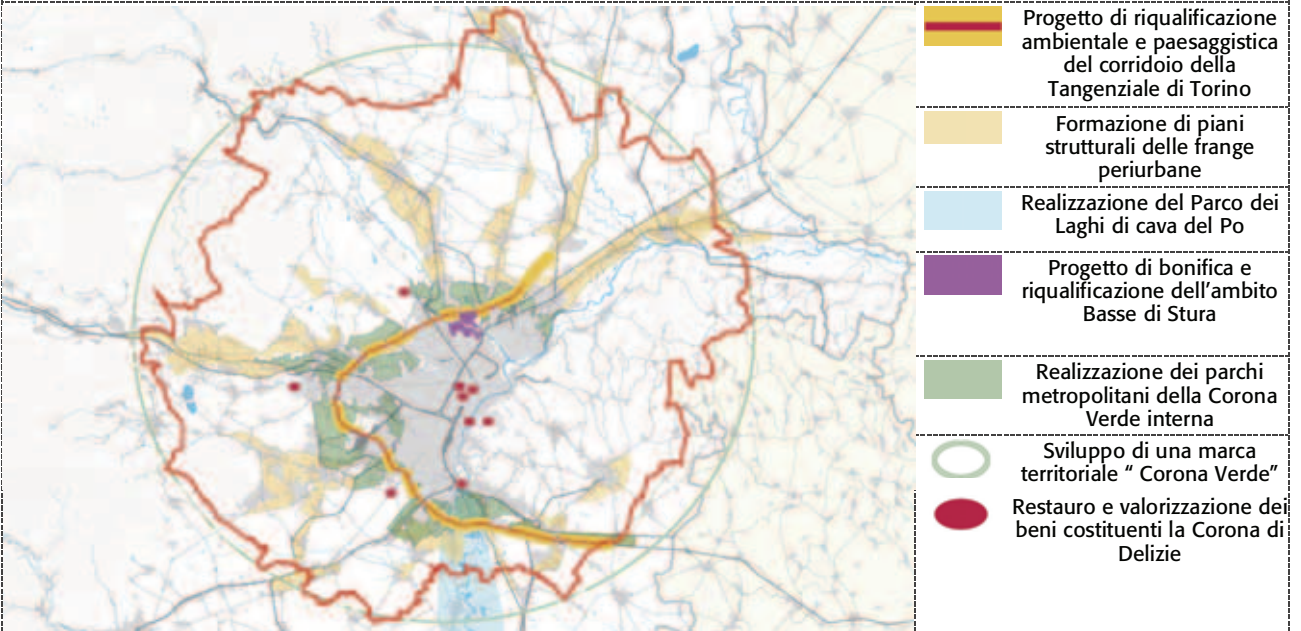 Progetto di riqualificazione
ambientale e paesaggistica
del corridoio della
Tangenziale di Torino
Formazione di piani
strutturali delle frange
periurbane
Realizzazione del Parco dei
Laghi di cava del Po
Progetto di bonifica e
riqualificazione dell'ambito
Basse di Stura
Realizzazione dei parchi
metropolitani della Corona
Verde interna
Sviluppo di una marca
territoriale “ Corona Verde”
Restauro e valorizzazione dei
beni costituenti la Corona di
Delizie